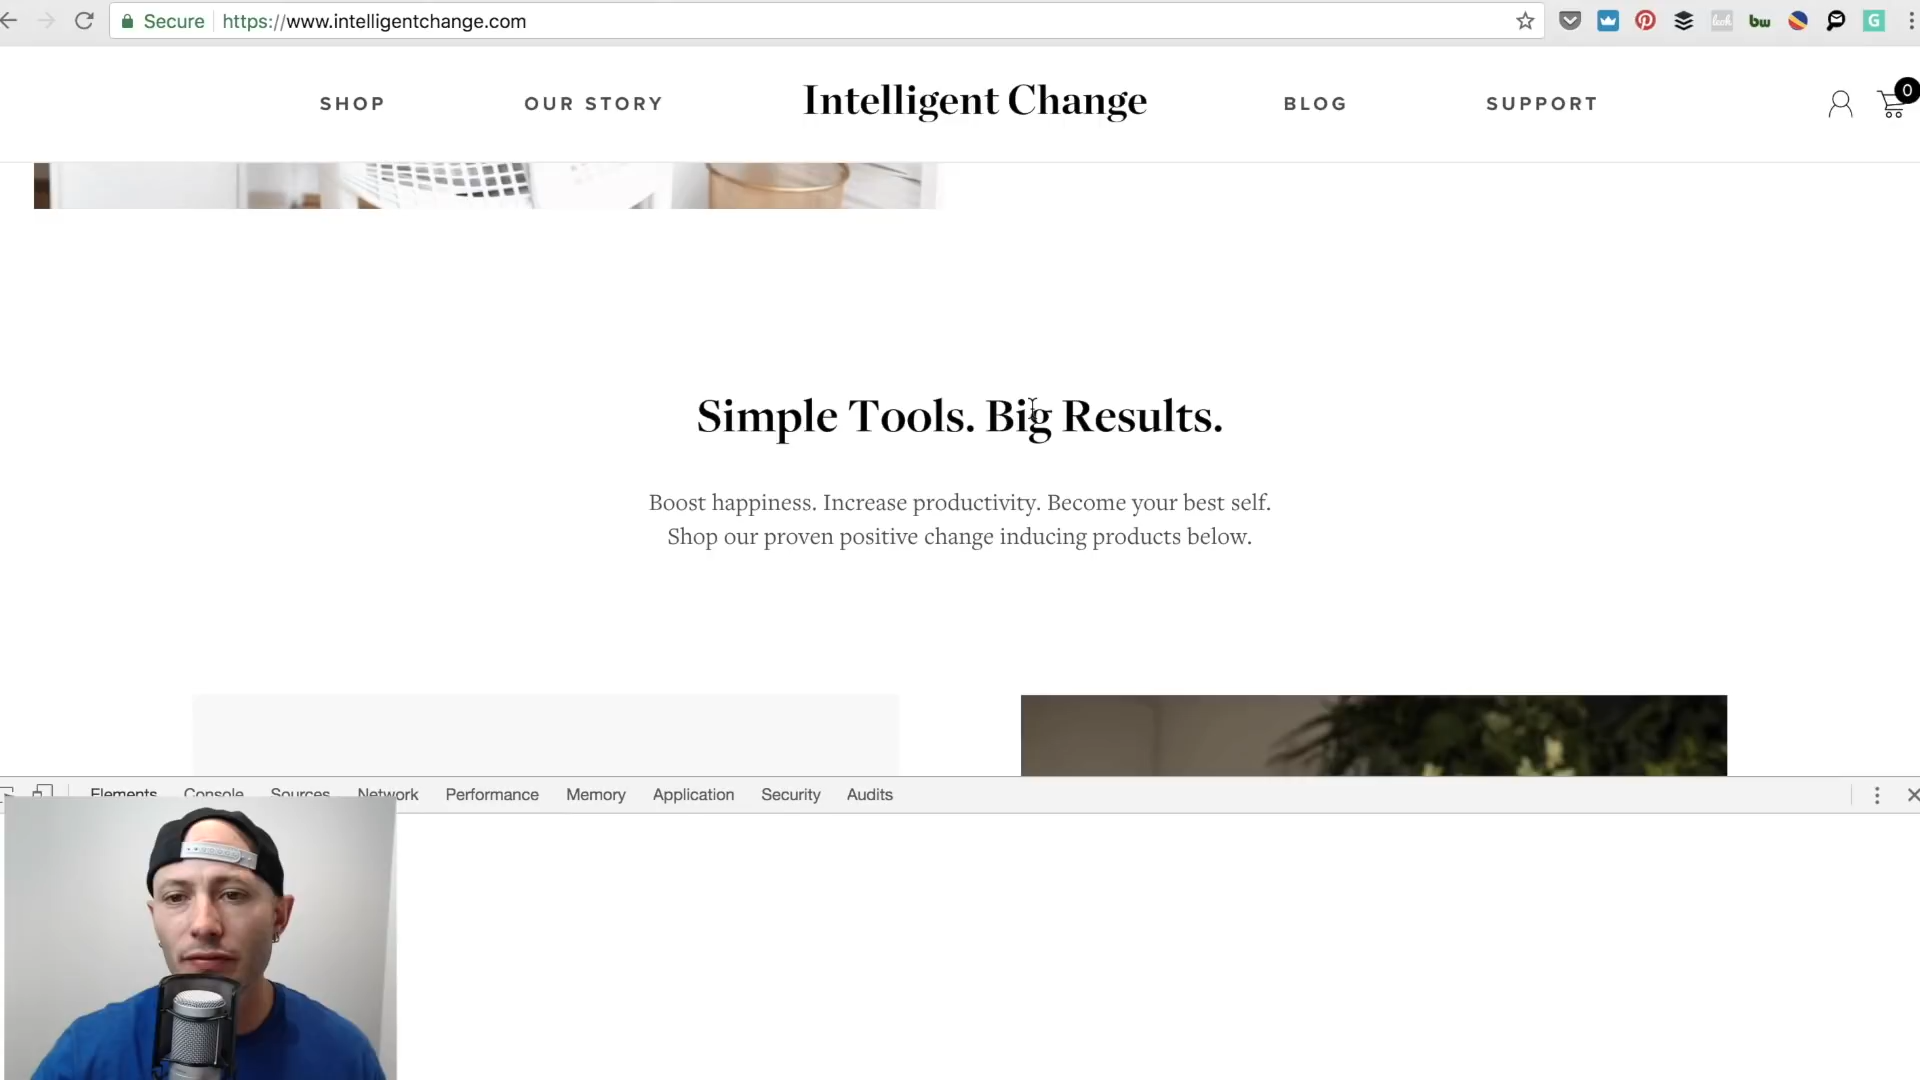 Secure https://www.intelligentchange.com
bw
G
SHOP OUR STORY Intelligent Change BLOG SUPPORT 0
Simple Tools. Big Results.
Boost happiness. Increase productivity. Become your best self.
Shop our proven positive change inducing products below.
Elements Console Sources Network Performance Memory Application Security Audits